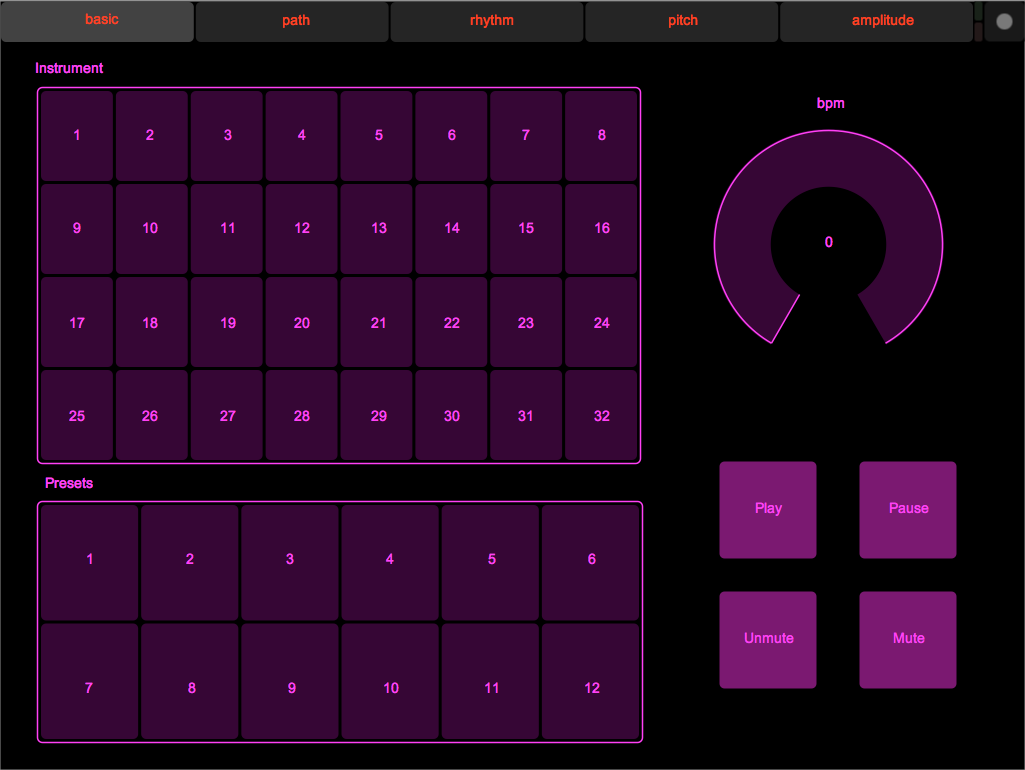 basic path rhythm pitch amplitude
Instrument
bpm
1 2 3 4 5 6 7 8
9 10 11 12 13 14 15 16
0
17 18 19 20 21 22 23 24
25 26 27 28 29 30 31 32
Presets
Play Pause
1 2 3 4 5 6
Unmute Mute
7 8 9 10 11 12